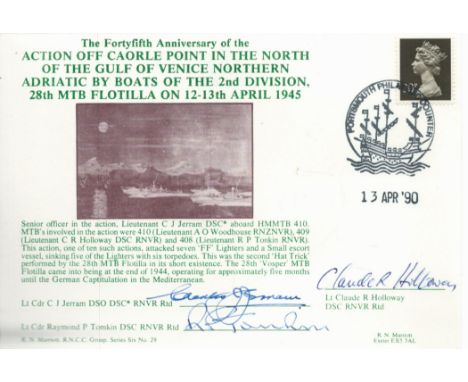 The Fortyfifth Anniversary of the
ACTION OFF CAORLE POINT IN THE NORTH
OF THE GULF OF VENICE NORTHERN
ADRIATIC BY BOATS OF THE 2nd DIVISION,
28th MTB FLOTILLA ON 12-13th APRIL 1945
PORTSMOUTH PHILATELIC COUNTER
13 APR '90
Senior officer in the action, Lieutenant C J Jerram DSC* aboard HMMTB 410.
MTB's involved in the action were 410 (Lieutenant A D Woodhouse RNZNVR), 409
(Lieutenant C R Holloway DSC RNVR) and 408 (Lieutenant R P Tonkin RNVR).
This action, one of ten such actions, attacked seven 'FF' Lighters and a Small escort
vessel, sinking five of the Lighters with six torpedoes. This was the second 'Hat Trick'
performed by the 28th MTB Flotilla in its short existence. The 28th Vosper MTB
Flotilla came into being at the end of 1944, operating for approximately five months
until the German Capitulation in the Mediterranean.
Claude R Holloway
Lt Cdr C J Jerram DSO DSC* RNVR Rtd
Lt Claude R Holloway
DSC RNVR Rtd
Lt Cdr Raymond P Tomkin DSC RNVR Rtd
R. N. Marriott, R.N.C.C. Group. Series Six No. 29
R. N. Marriott
Exeter EX5 7AL